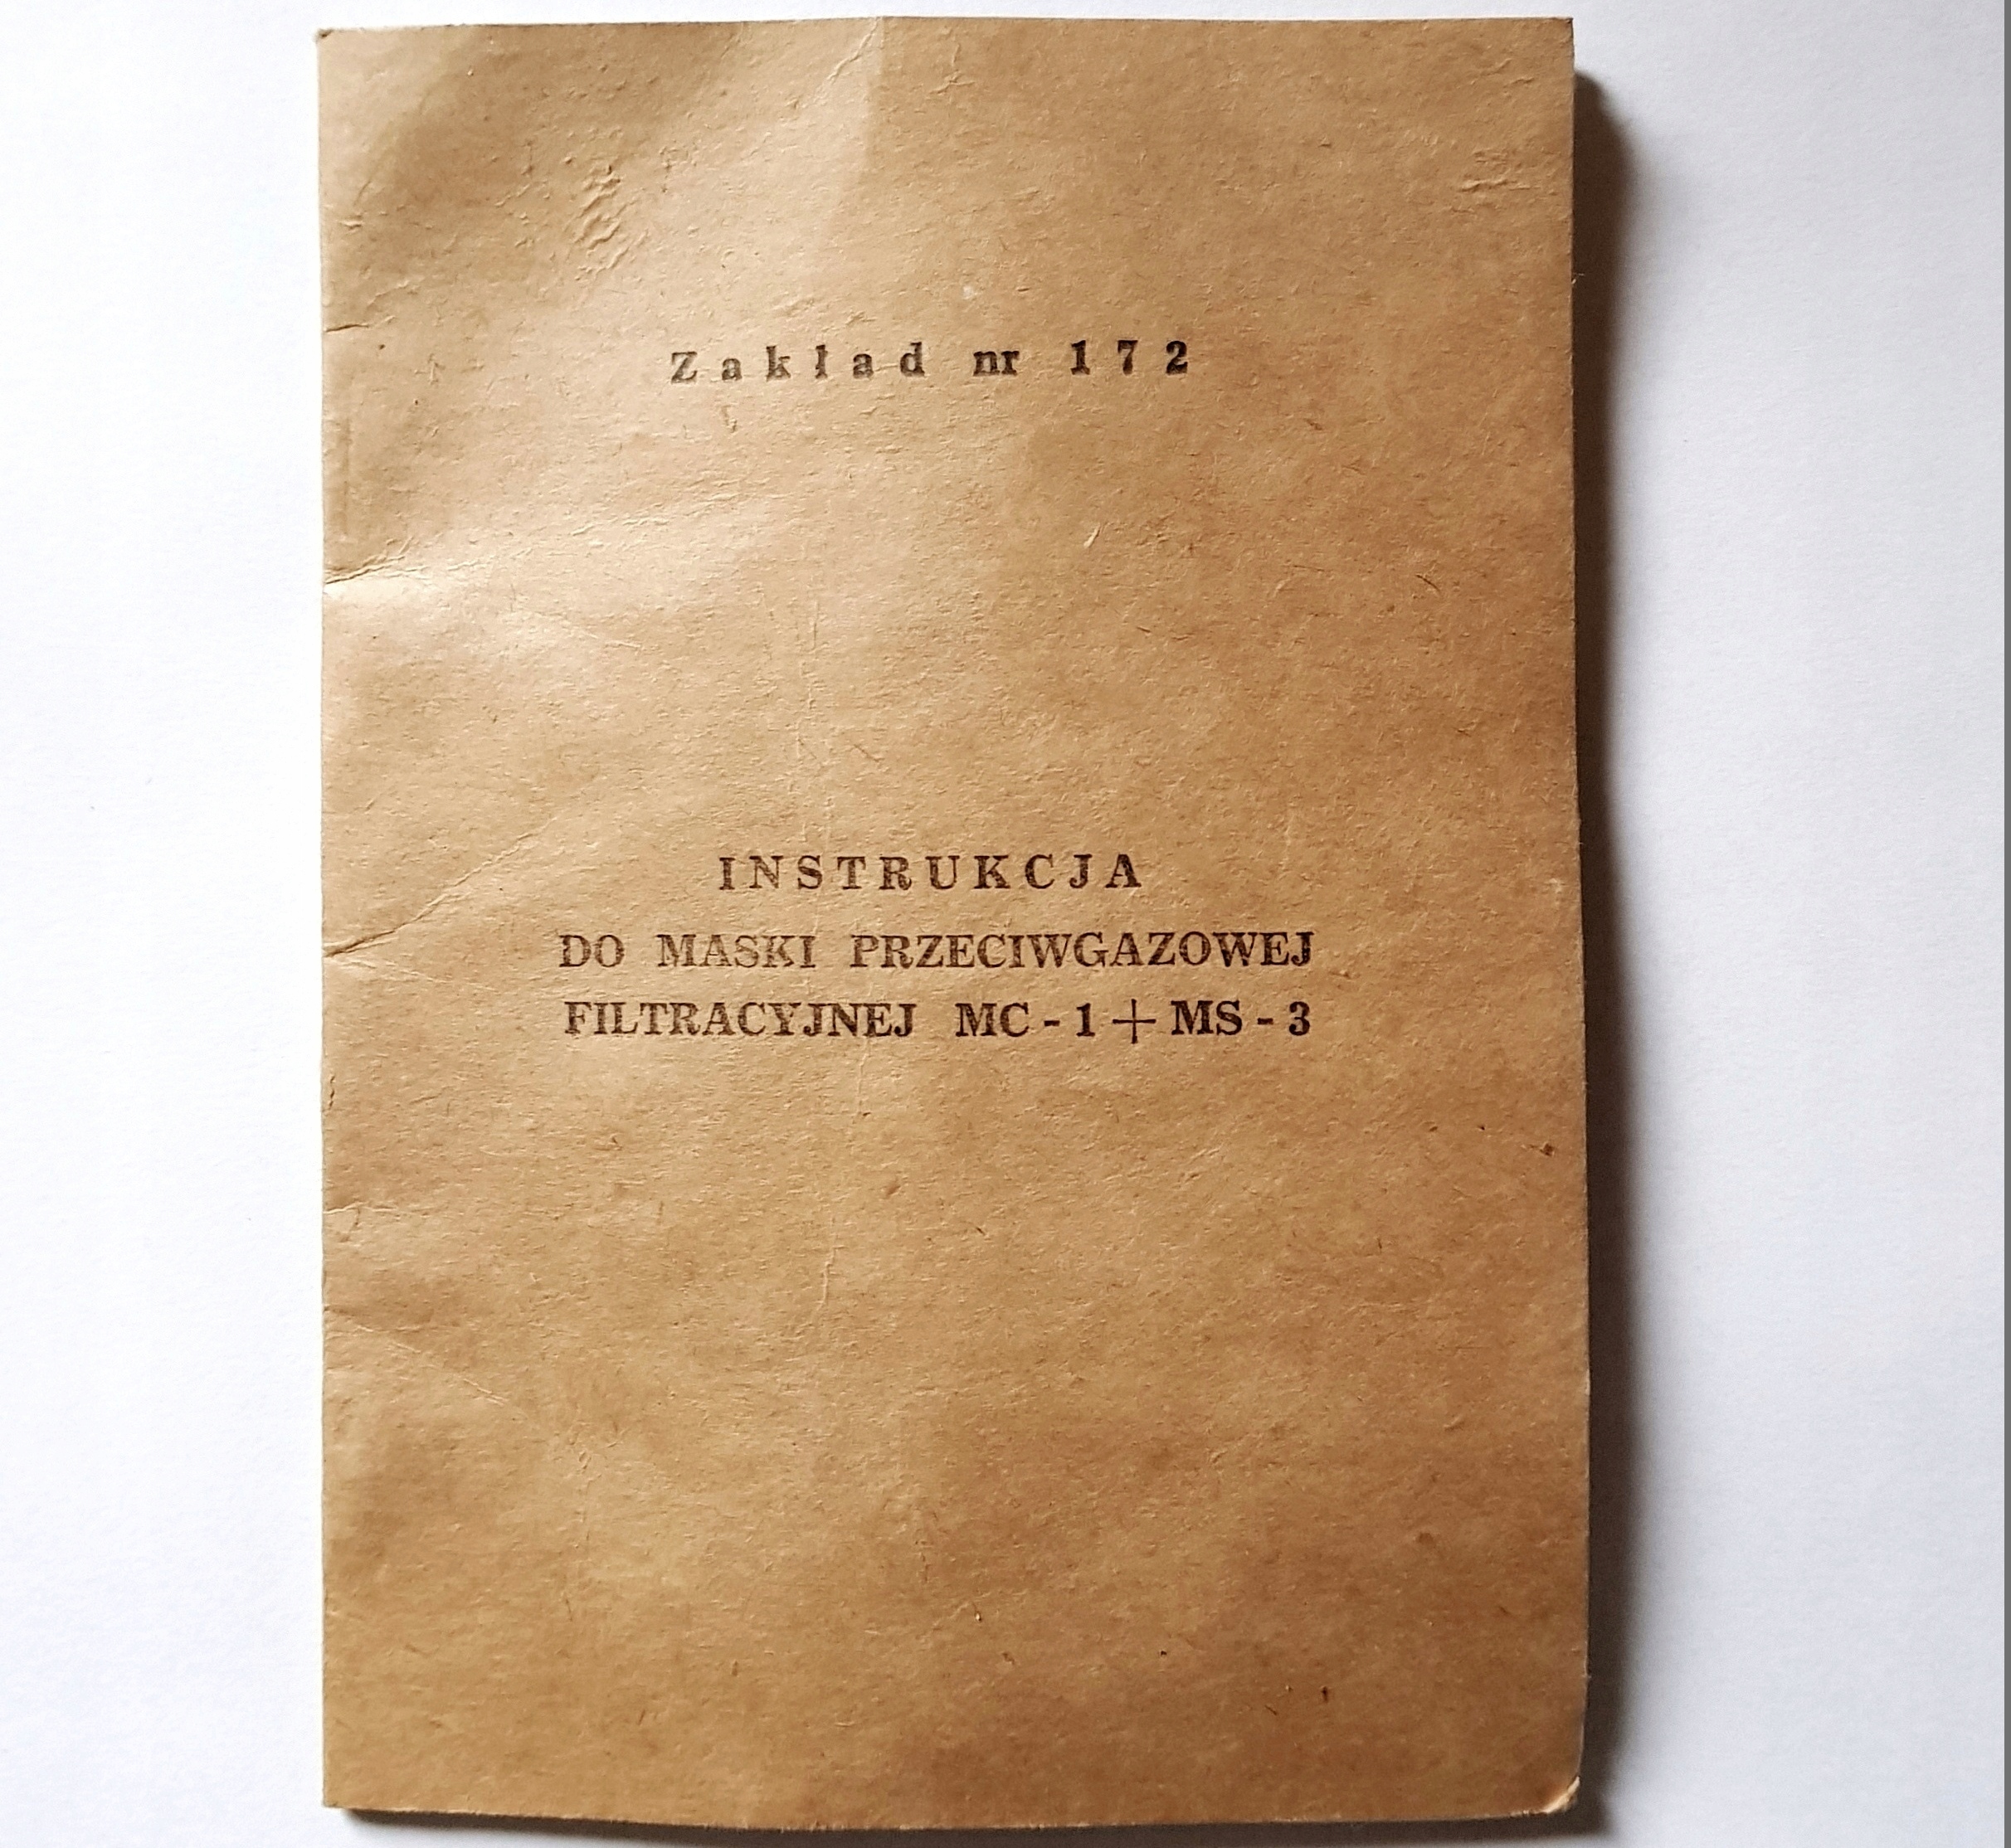 Zakład nr 172
INSTRUKCJA
DO MASKI PRZECIWGAZOWEJ
FILTRACYJNEJ MC-1+MS-3